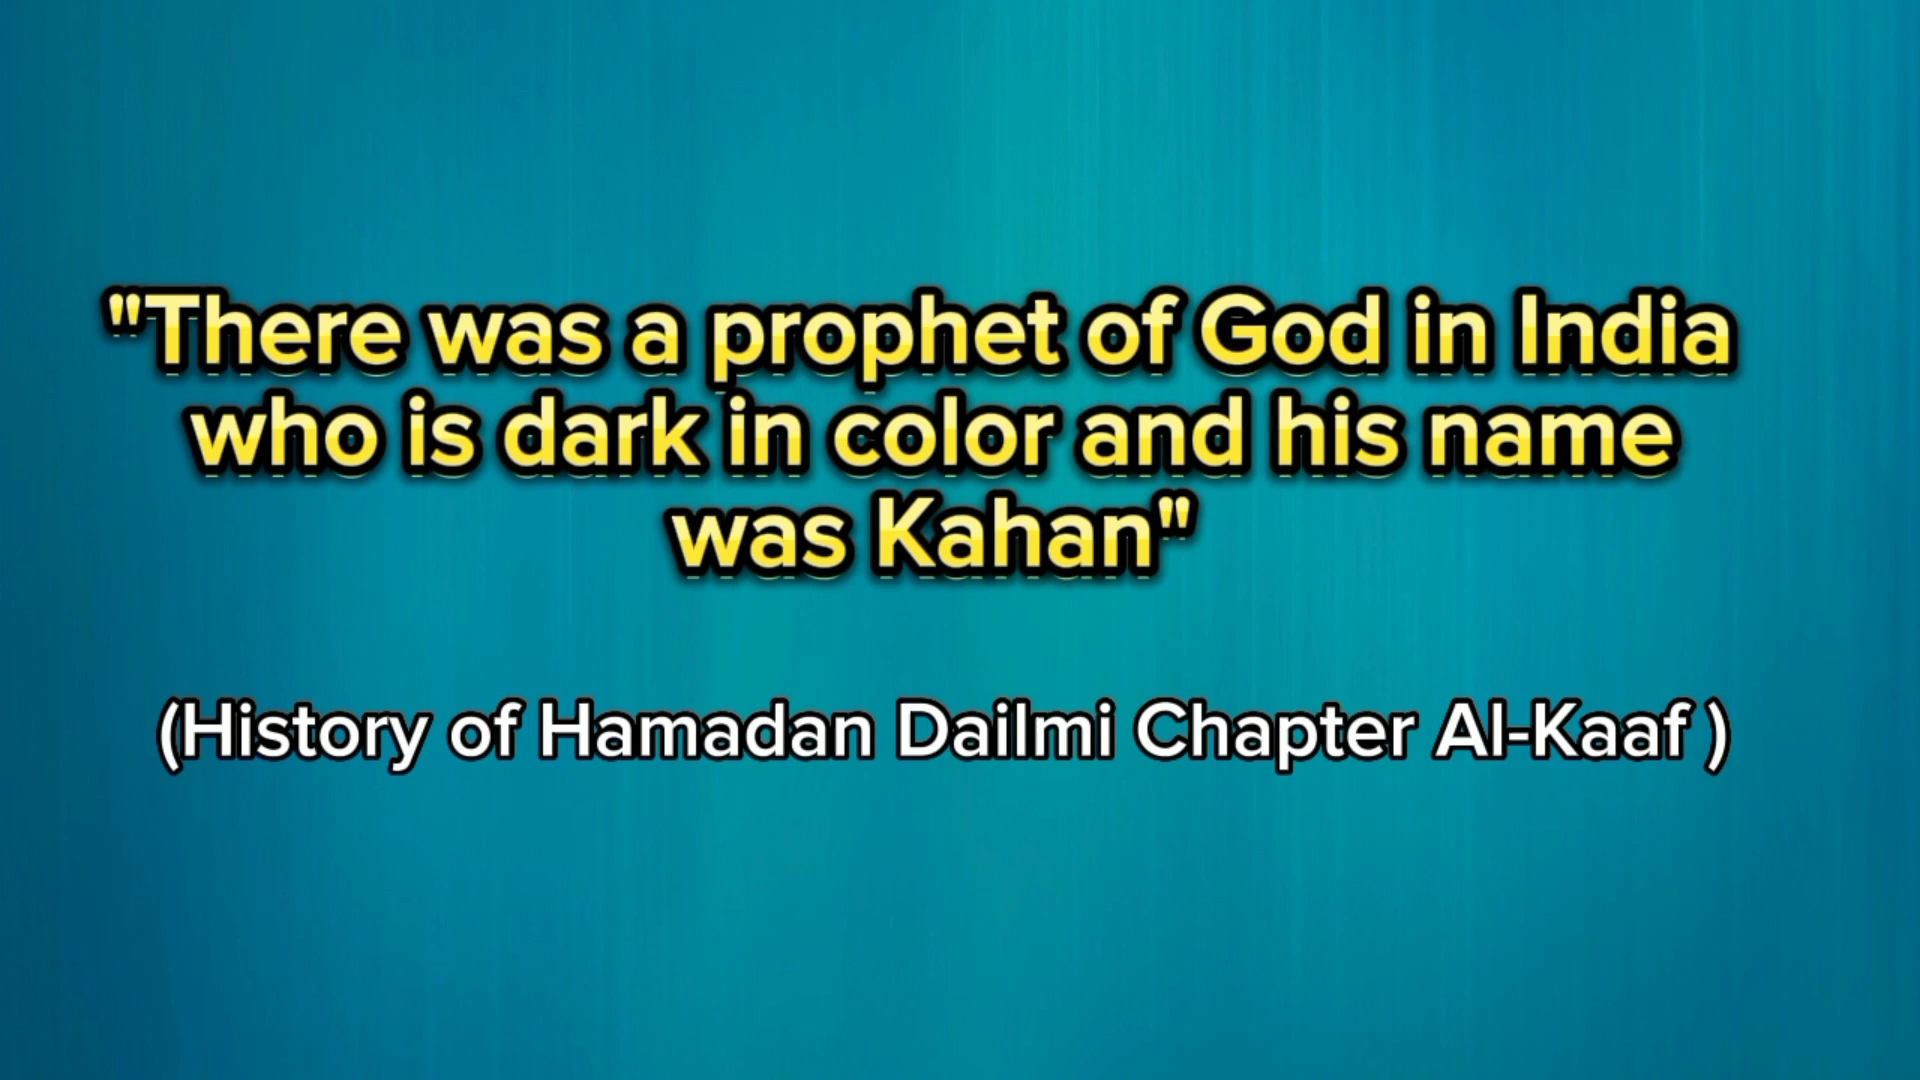 "There was a prophet of God in India
who is dark in color and his name
was Kahan"
(History of Hamadan Dailmi Chapter Al-Kaaf )